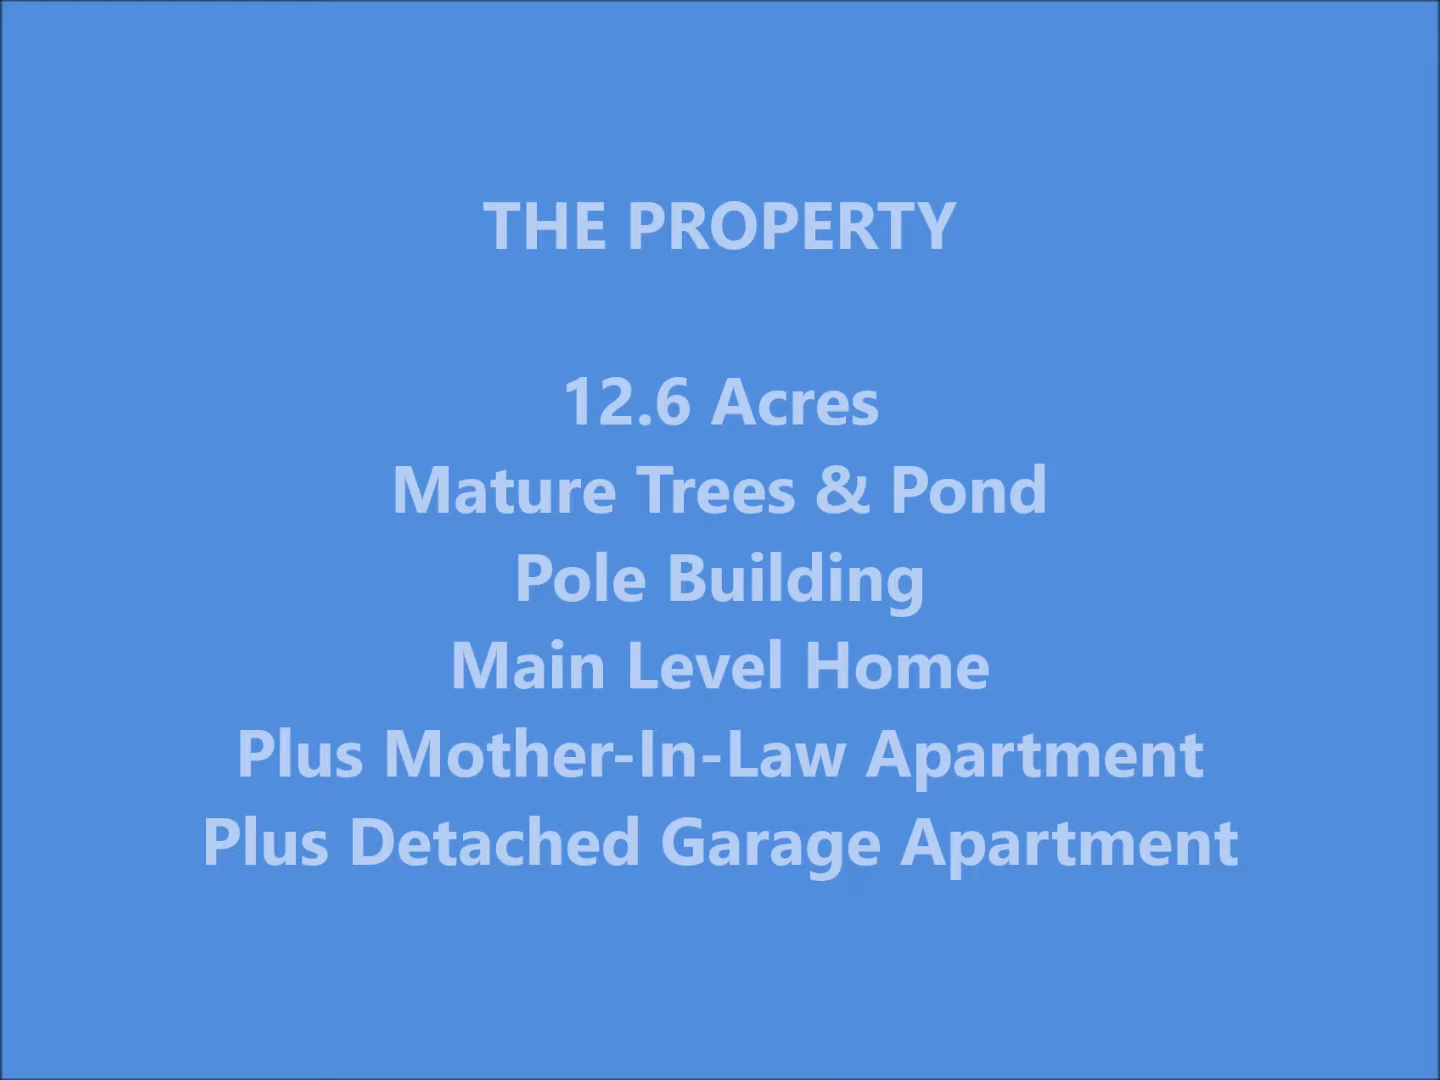 THE PROPERTY
12.6 Acres
Mature Trees & Pond
Pole Building
Main Level Home
Plus Mother-In-Law Apartment
Plus Detached Garage Apartment